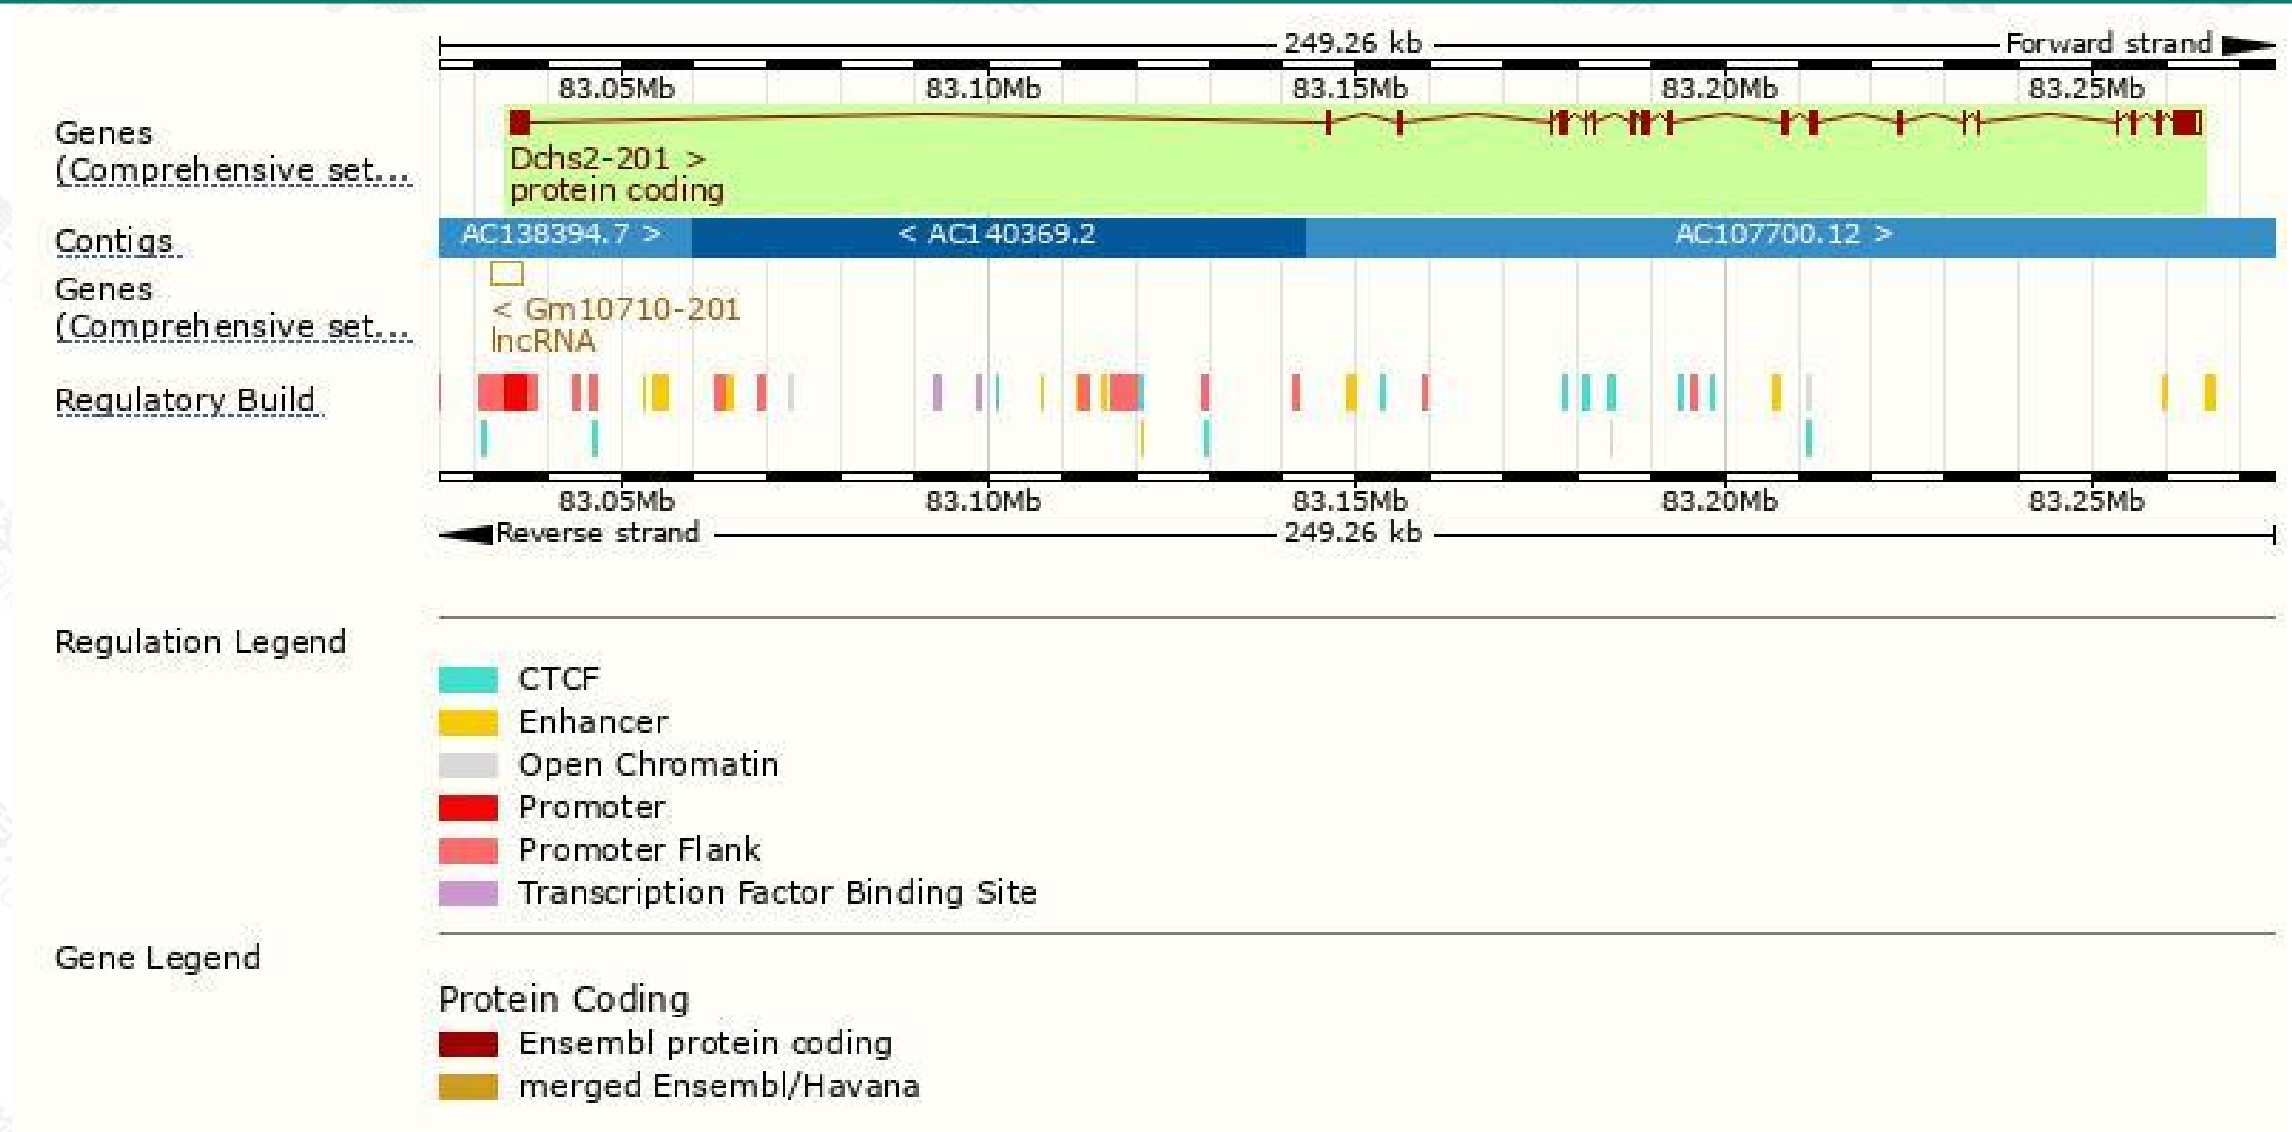 249.26 kb
Forward strand
83.05Mb 83.10Mb 83.15Mb 83.20Mb 83.25Mb
Genes
(Comprehensive set...
Dchs2-201 >
protein coding
Contigs
AC138394.7 > < AC140369.2 AC107700.12 >
Genes
(Comprehensive set...
< Gm10710-201
lncRNA
Regulatory Build
83.05Mb 83.10Mb 83.15Mb 83.20Mb 83.25Mb
Reverse strand
249.26 kb
Regulation Legend
CTCF
Enhancer
Open Chromatin
Promoter
Promoter Flank
Transcription Factor Binding Site
Gene Legend
Protein Coding
Ensembl protein coding
merged Ensembl/Havana